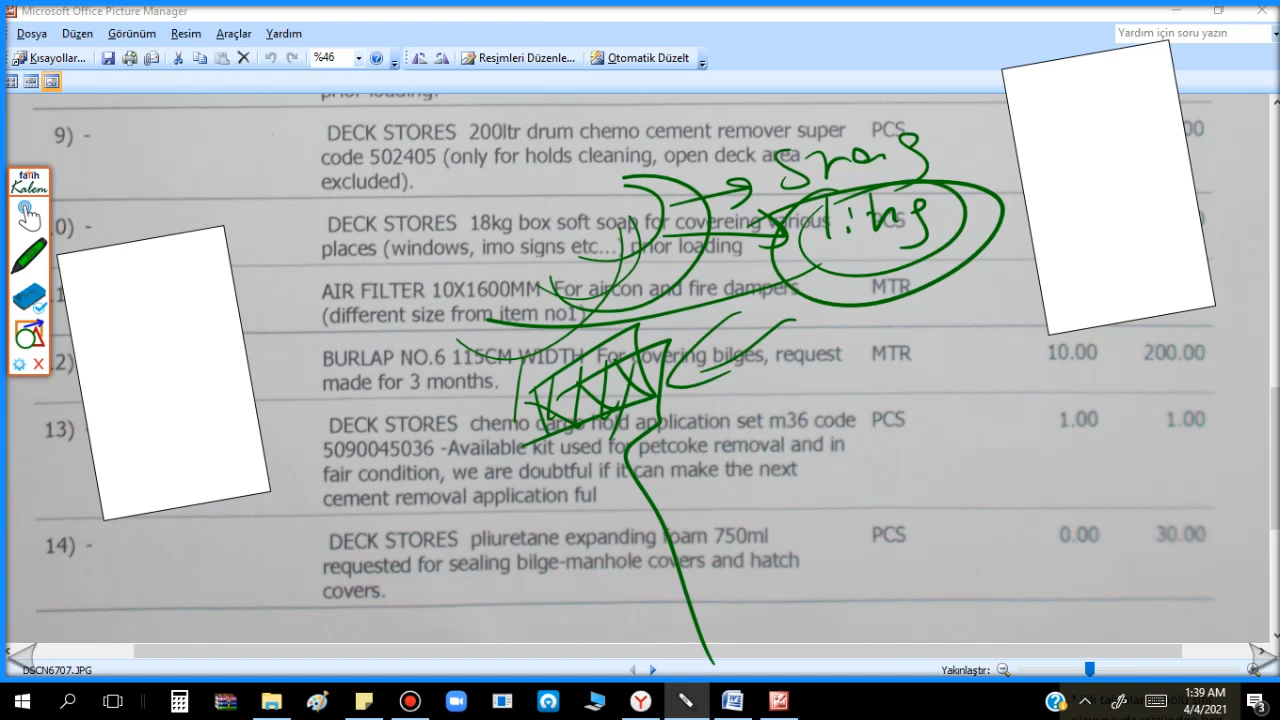 Microsoft Office Picture Manager
Dosya Düzen Görünüm Resim Araçlar Yardım
Yardım için soru yazın
Kısayollar... %46 Resimleri Düzenle... Otomatik Düzelt
prior loading.
fatih
Kalem
9) - DECK STORES 200ltr drum chemo cement remover super PCS 00
code 502405 (only for holds cleaning, open deck area
excluded).
0) - DECK STORES 18kg box soft soap for covereing various PCS
places (windows, imo signs etc...) prior loading
AIR FILTER 10X1600MM For aircon and fire dampers MTR
(different size from item no1)
2) BURLAP NO.6 115CM WIDTH For covering bilges, request MTR 10.00 200.00
made for 3 months.
13) - DECK STORES chemo cargo hold application set m36 code PCS 1.00 1.00
5090045036 -Available kit used for petcoke removal and in
fair condition, we are doubtful if it can make the next
cement removal application ful
14) - DECK STORES pliuretane expanding foam 750ml PCS 0.00 30.00
requested for sealing bilge-manhole covers and hatch
covers.
DSCN6707.JPG
Yakınlaştır:
1:39 AM
4/4/2021
3